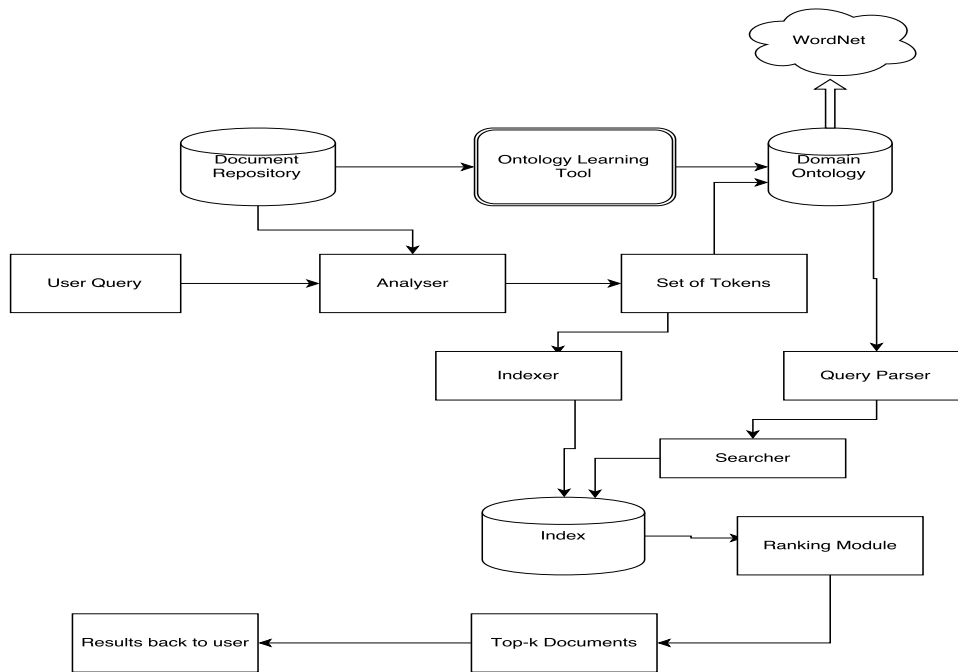 WordNet
Document
Repository
Ontology Learning
Tool
Domain
Ontology
User Query
Analyser
Set of Tokens
Indexer
Query Parser
Searcher
Index
Ranking Module
Results back to user
Top-k Documents